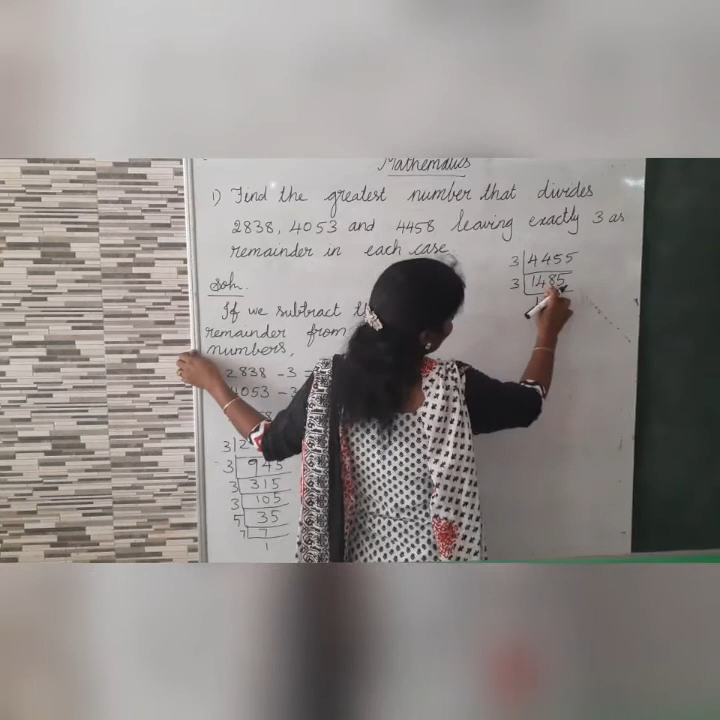 Mathematics
1) Find the greatest number that divides
2838, 4053 and 4458 leaving exactly 3 as
remainder in each case
Soln.
If we subtract
remainder from
numbers,
2838 - 3 =
4053 - 3
3 2
3 945
3 315
3 105
5 35
7 7
1
3 4455
3 1485